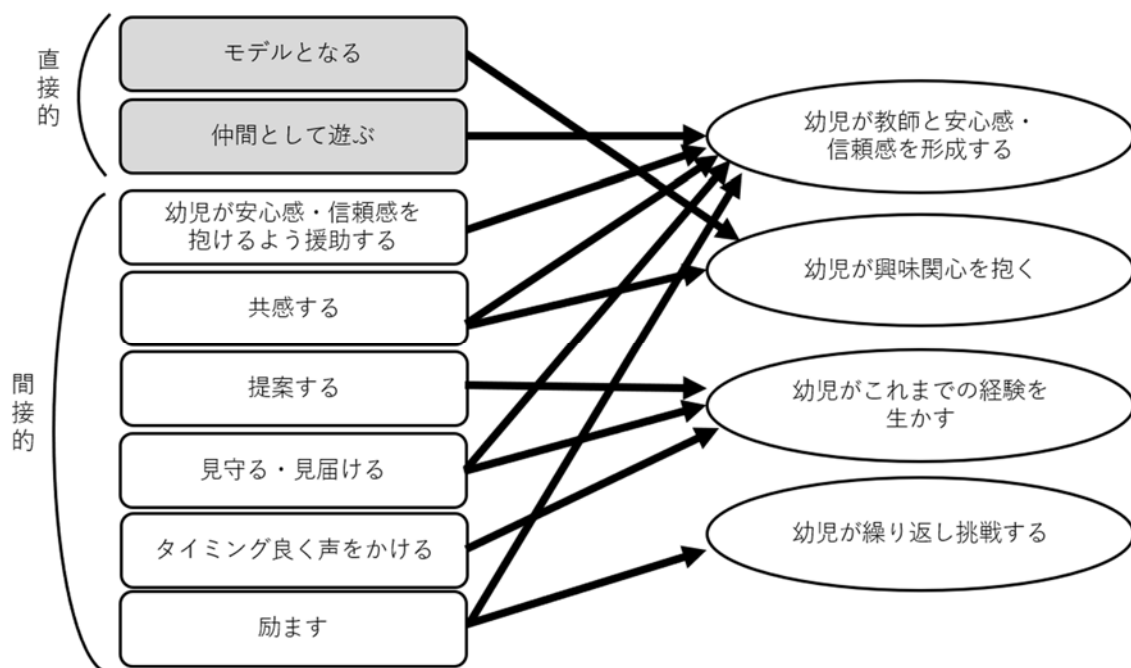 直接的
モデルとなる
仲間として遊ぶ
間接的
幼児が安心感・信頼感を
抱けるよう援助する
共感する
提案する
見守る・見届ける
タイミング良く声をかける
励ます
幼児が教師と安心感・
信頼感を形成する
幼児が興味関心を抱く
幼児がこれまでの経験を
生かす
幼児が繰り返し挑戦する